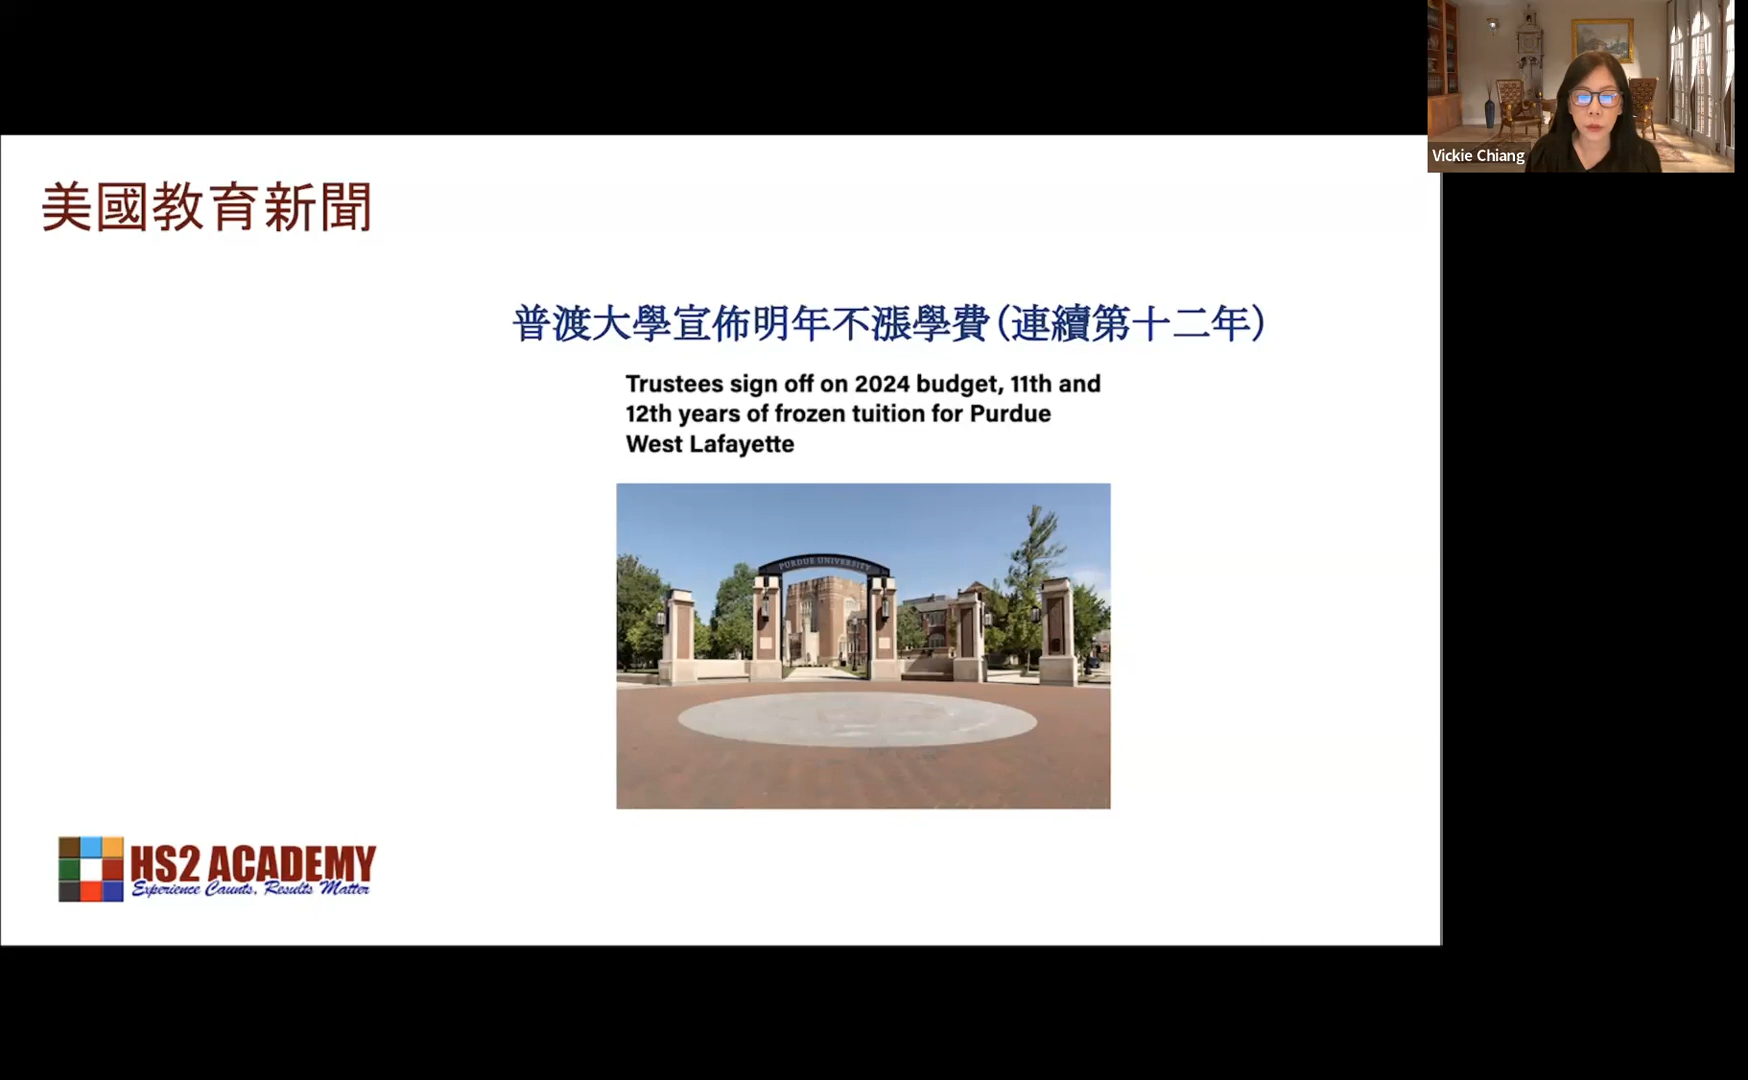 Vickie Chiang
美國教育新聞
普渡大學宣佈明年不漲學費(連續第十二年)
Trustees sign off on 2024 budget, 11th and
12th years of frozen tuition for Purdue
West Lafayette
PURDUE UNIVERSITY
HS2 ACADEMY
Experience Counts, Results Matter